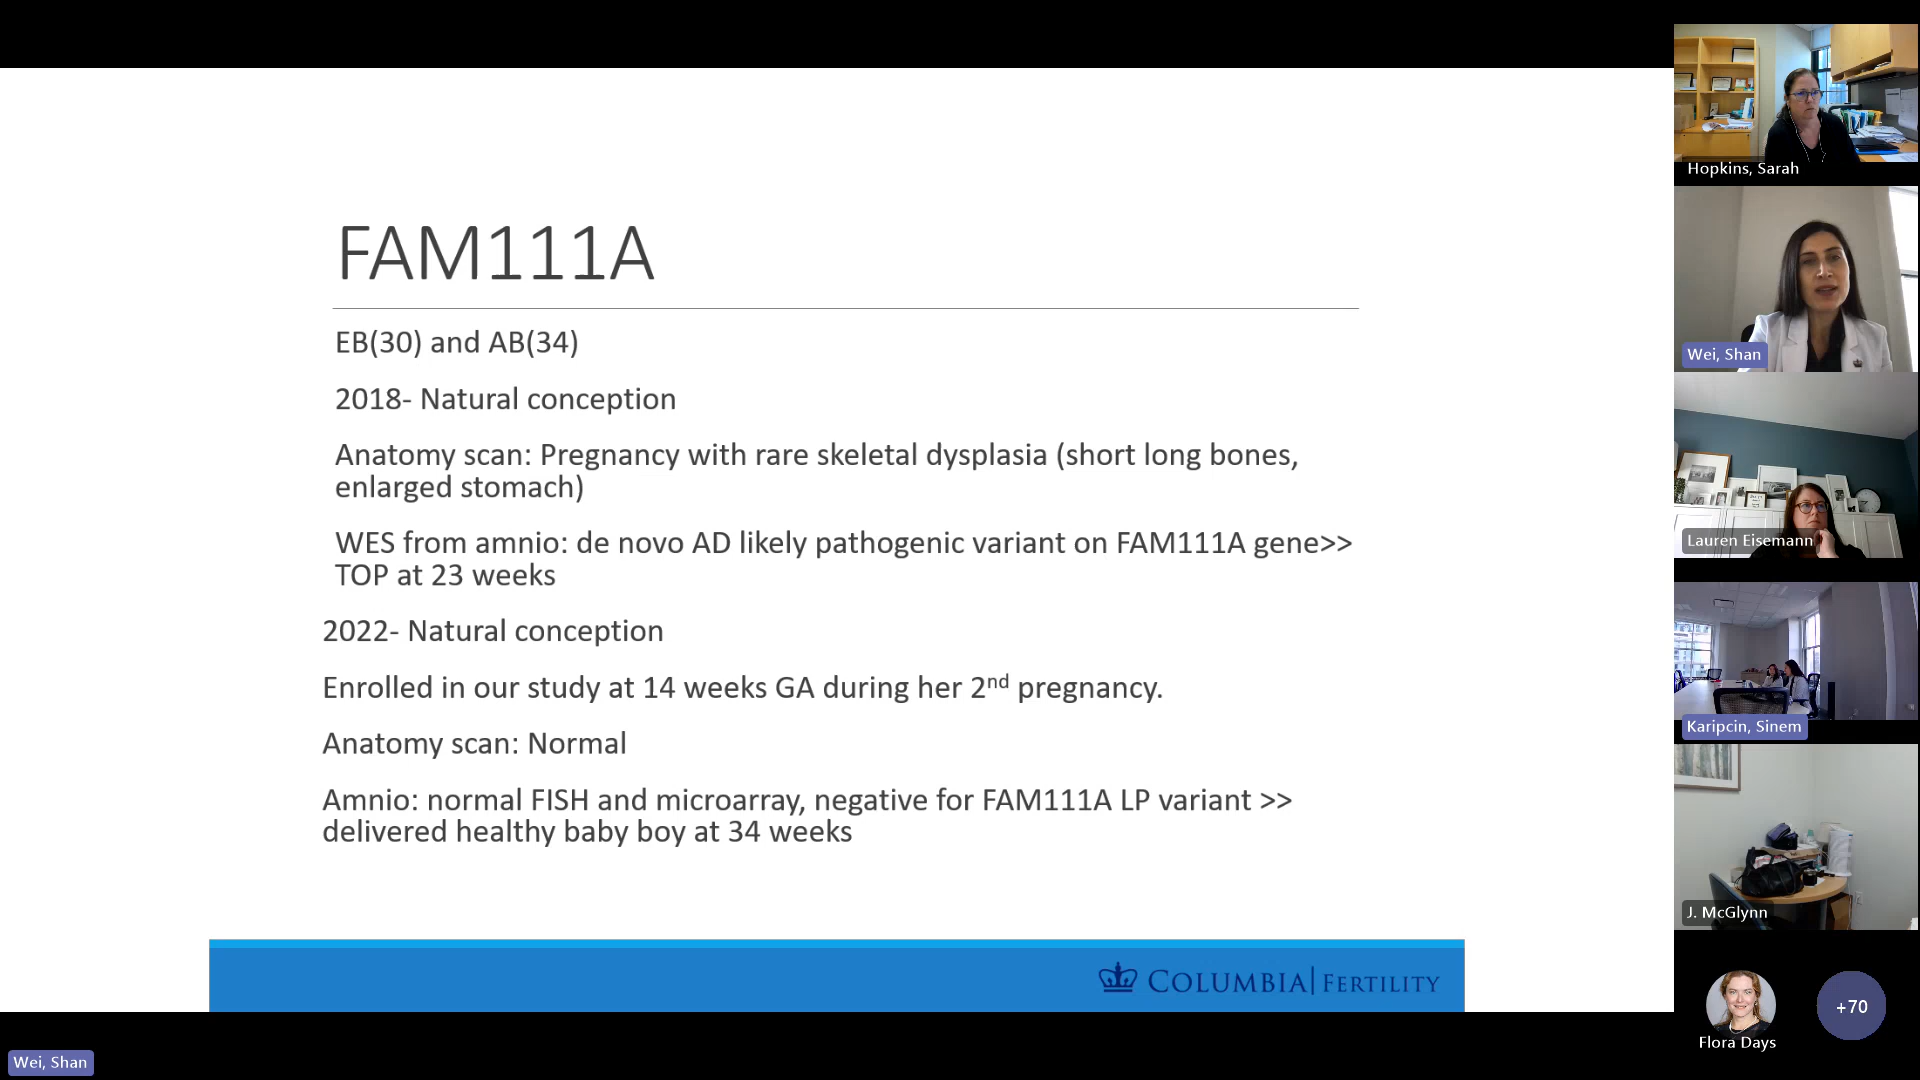 FAM111A
EB(30) and AB(34)
2018- Natural conception
Anatomy scan: Pregnancy with rare skeletal dysplasia (short long bones,
enlarged stomach)
WES from amnio: de novo AD likely pathogenic variant on FAM111A gene>>
TOP at 23 weeks
2022- Natural conception
Enrolled in our study at 14 weeks GA during her 2nd pregnancy.
Anatomy scan: Normal
Amnio: normal FISH and microarray, negative for FAM111A LP variant >>
delivered healthy baby boy at 34 weeks
COLUMBIA | FERTILITY
Wei, Shan
Hopkins, Sarah
Wei, Shan
Lauren Eisemann
Karipcin, Sinem
J. McGlynn
+70
Flora Days